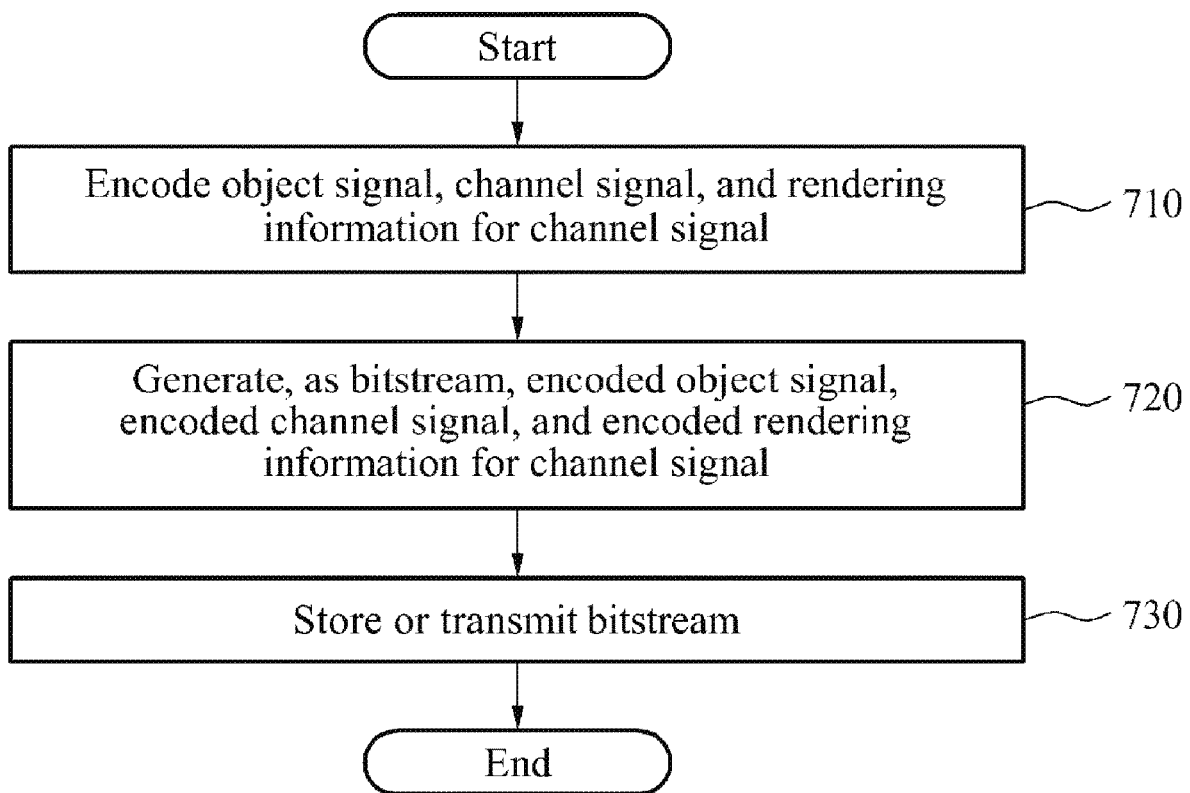 Start
Encode object signal, channel signal, and rendering
information for channel signal
710
Generate, as bitstream, encoded object signal,
encoded channel signal, and encoded rendering
information for channel signal
720
Store or transmit bitstream
730
End